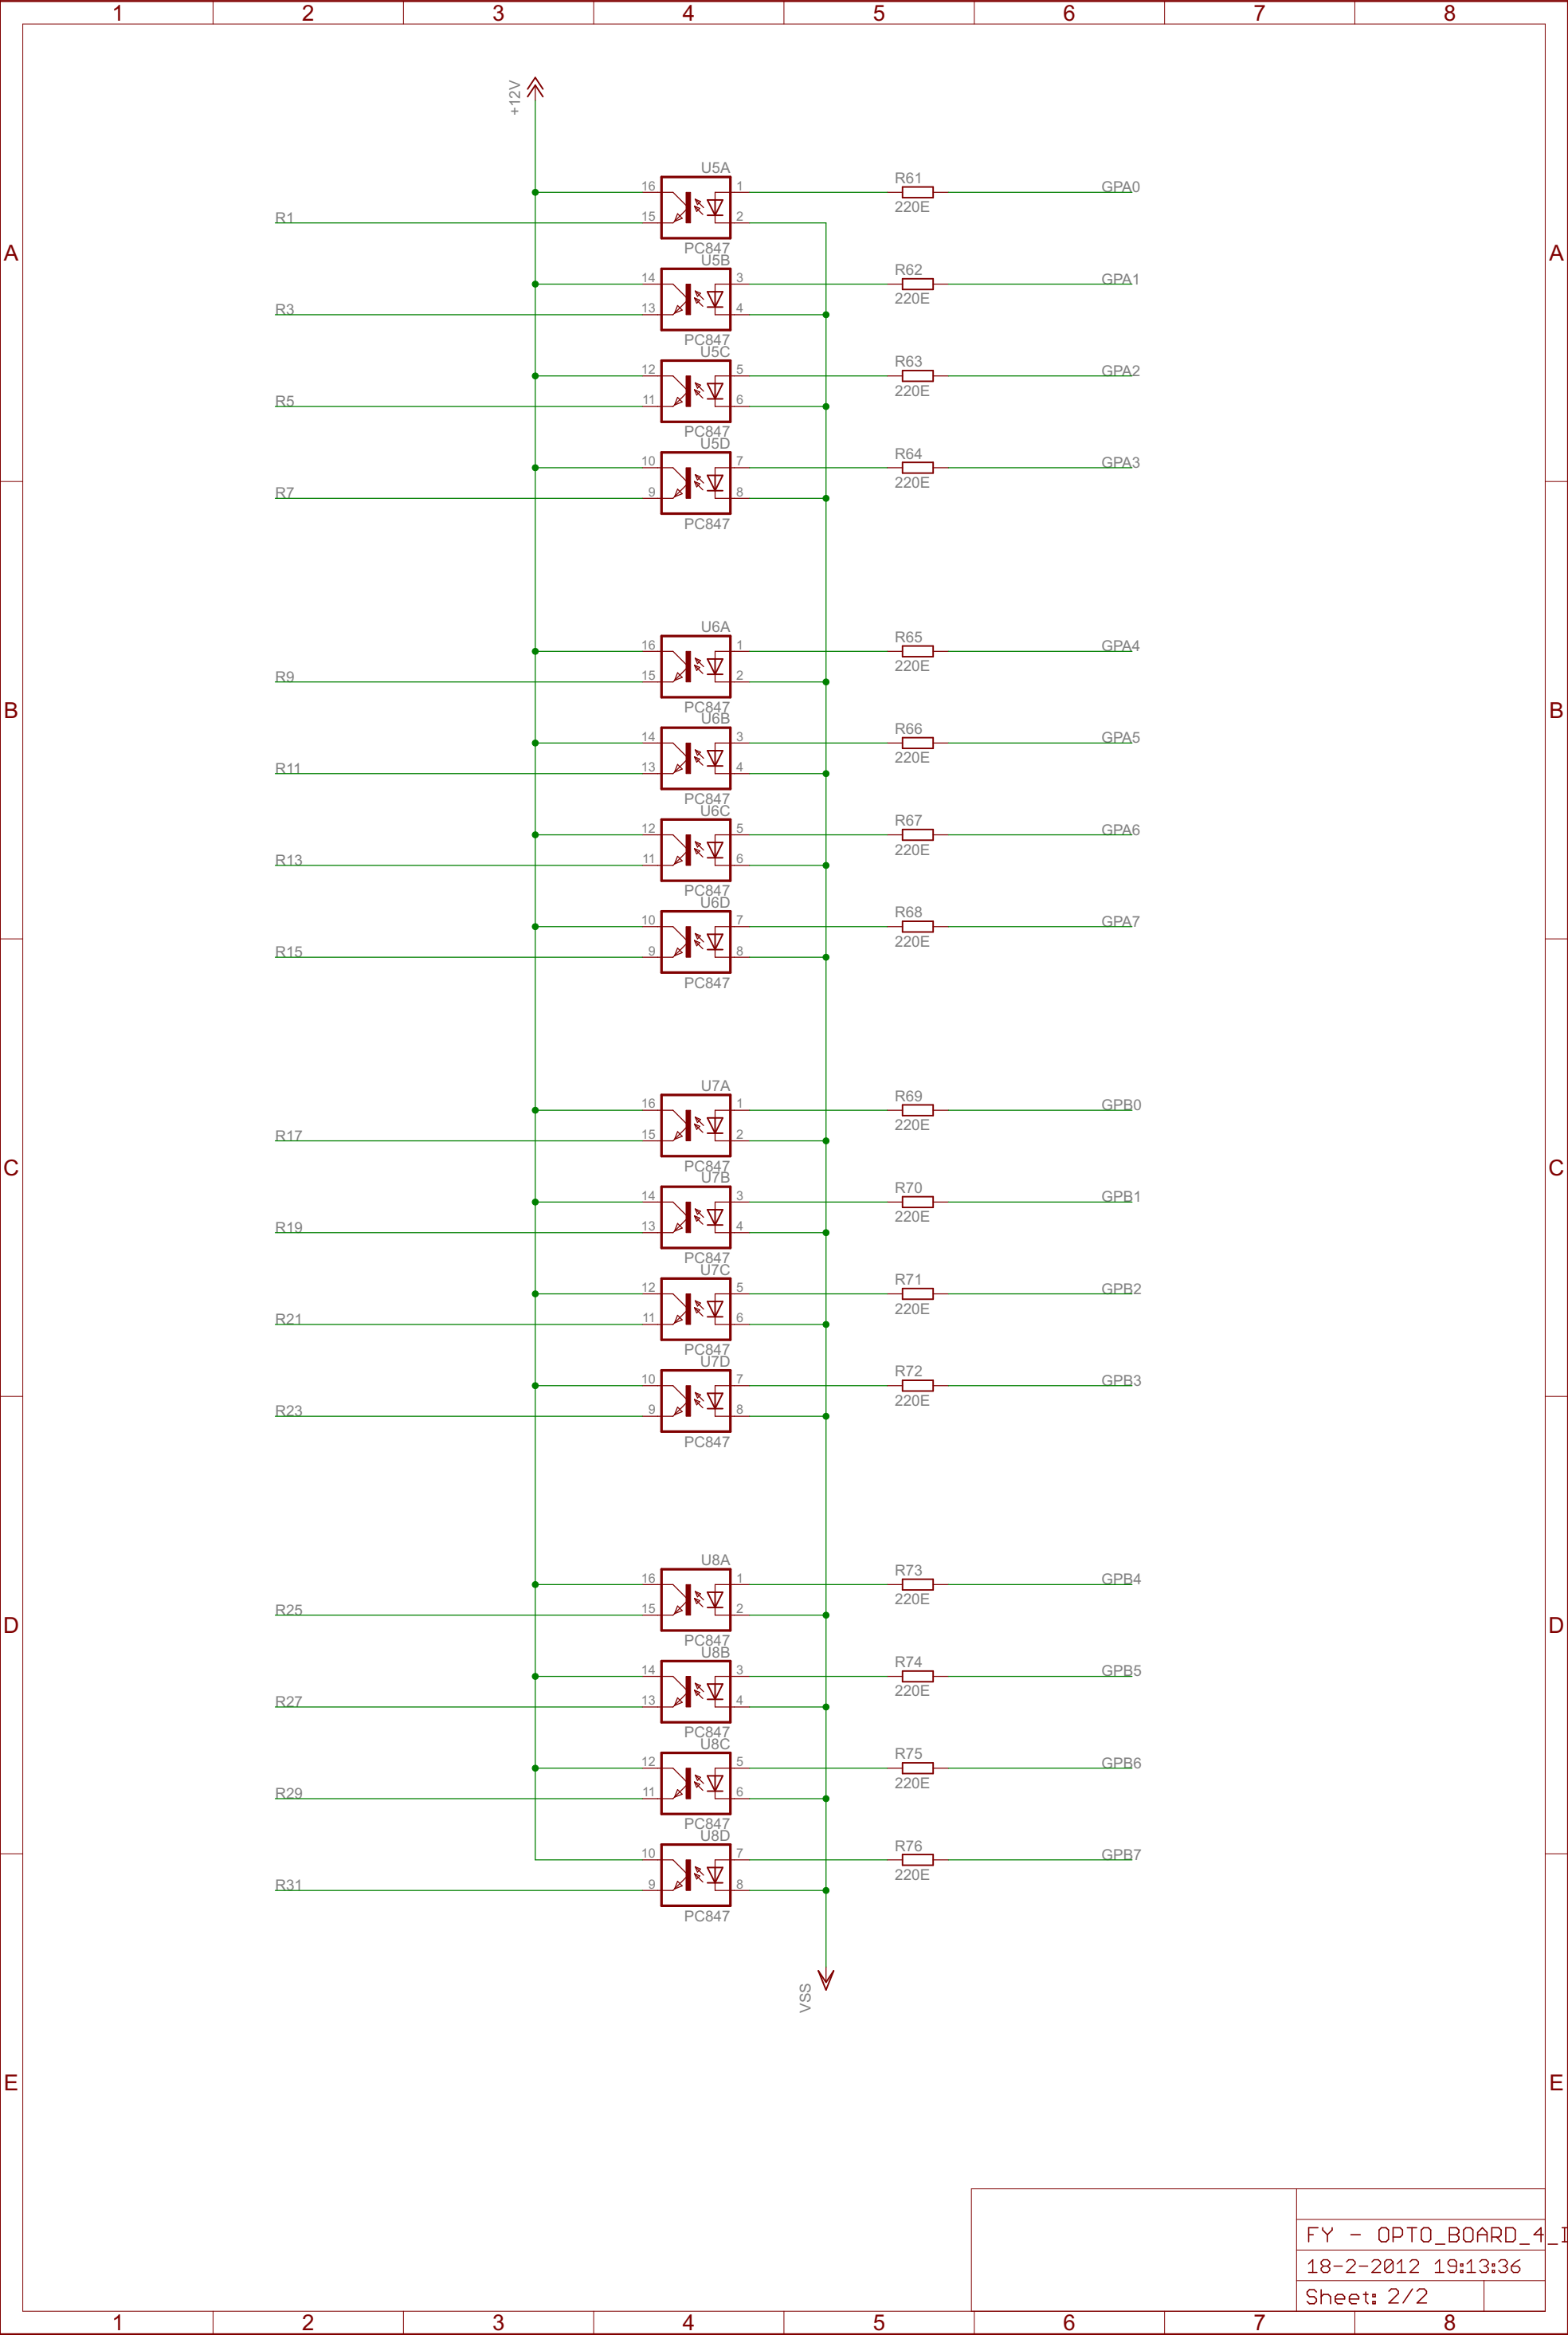 1 2 3 4 5 6 7 8
+12V
U5A
16 1 R61 GPA0
R1 15 2 220E
PC847
A A
U5B
14 3 R62 GPA1
R3 13 4 220E
PC847
U5C
12 5 R63 GPA2
R5 11 6 220E
PC847
U5D
10 7 R64 GPA3
R7 9 8 220E
PC847
U6A
16 1 R65 GPA4
R9 15 2 220E
PC847
B B
U6B
14 3 R66 GPA5
R11 13 4 220E
PC847
U6C
12 5 R67 GPA6
R13 11 6 220E
PC847
U6D
10 7 R68 GPA7
R15 9 8 220E
PC847
U7A
16 1 R69 GPB0
R17 15 2 220E
PC847
C C
U7B
14 3 R70 GPB1
R19 13 4 220E
PC847
U7C
12 5 R71 GPB2
R21 11 6 220E
PC847
U7D
10 7 R72 GPB3
R23 9 8 220E
PC847
U8A
16 1 R73 GPB4
R25 15 2 220E
D D
PC847
U8B
14 3 R74 GPB5
R27 13 4 220E
PC847
U8C
12 5 R75 GPB6
R29 11 6 220E
PC847
U8D
10 7 R76 GPB7
R31 9 8 220E
PC847
VSS
E E
FY - OPTO_BOARD_4_I
18-2-2012 19:13:36
Sheet: 2/2
1 2 3 4 5 6 7 8